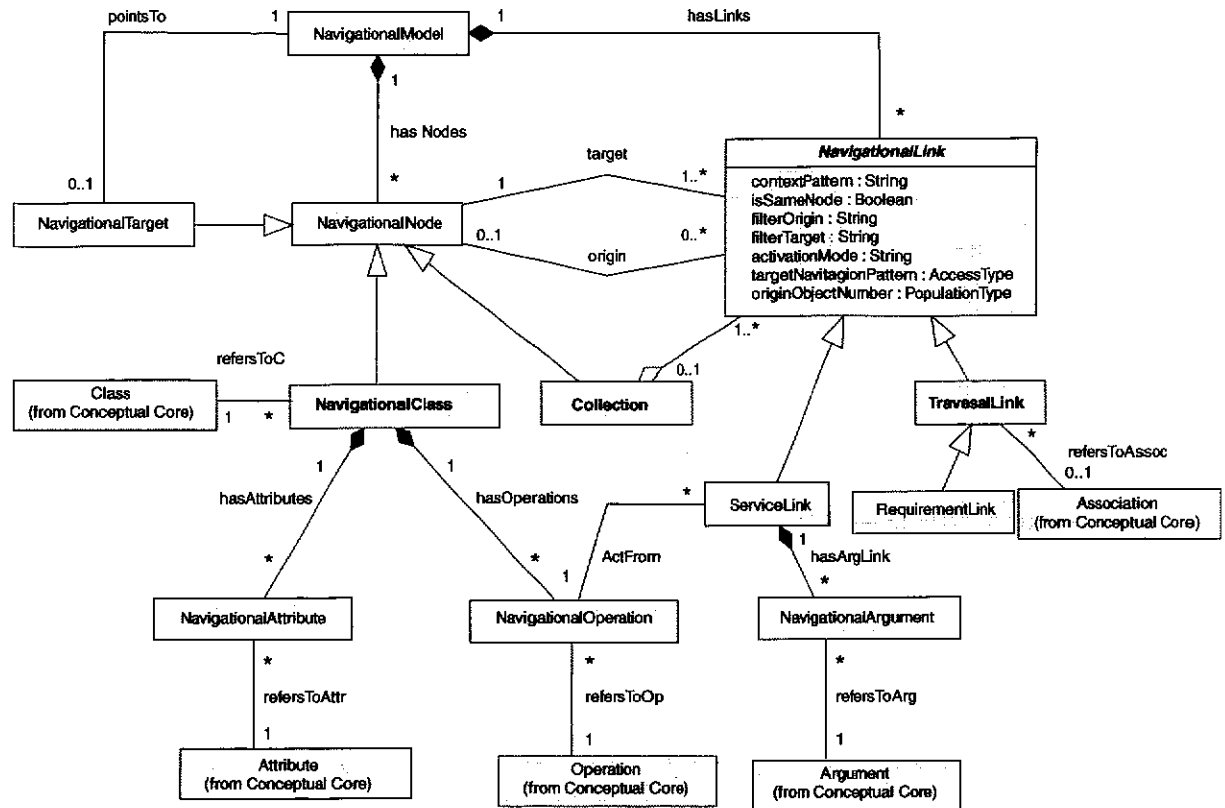 pointsTo
1
NavigationalModel
1
hasLinks
1
has Nodes
*
*
0..1
NavigationalTarget
NavigationalNode
target
1
1..*
0..1
0..*
origin
NavigationalLink
contextPattern : String
isSameNode : Boolean
filterOrigin : String
filterTarget : String
activationMode : String
targetNavitagionPattern : AccessType
originObjectNumber : PopulationType
1..*
0..1
refersToC
Class
(from Conceptual Core)
1
*
NavigationalClass
Collection
TravesalLink
*
refersToAssoc
0..1
1
hasAttributes
*
1
hasOperations
*
*
ServiceLink
RequirementLink
Association
(from Conceptual Core)
ActFrom
1
1
hasArgLink
*
NavigationalAttribute
NavigationalOperation
NavigationalArgument
*
refersToAttr
1
*
refersToOp
1
*
refersToArg
1
Attribute
(from Conceptual Core)
Operation
(from Conceptual Core)
Argument
(from Conceptual Core)